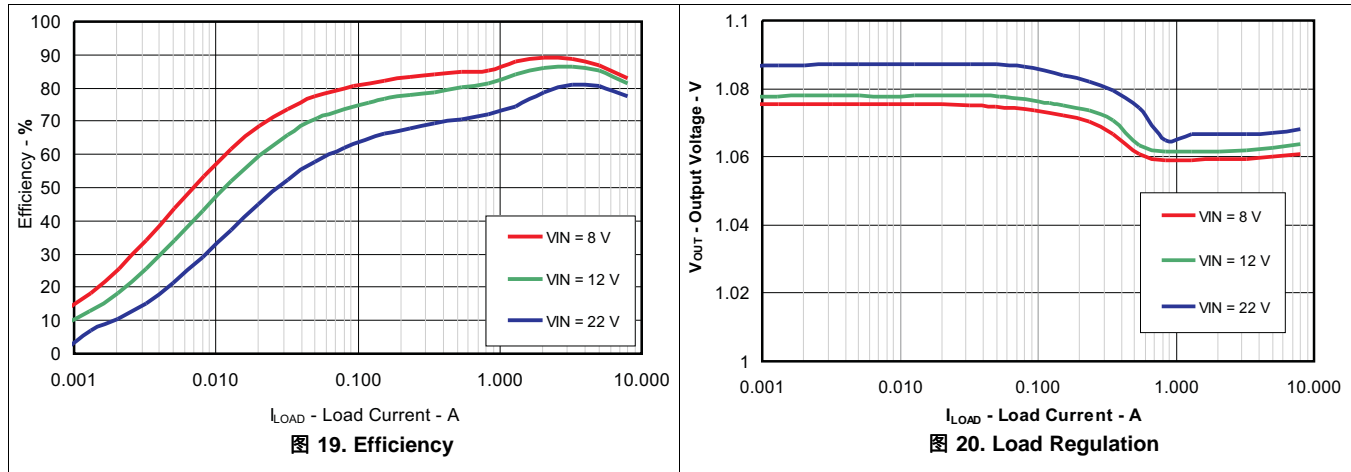 100
90
80
70
60
50
40
30
20
10
0
Efficiency - %
VIN = 8 V
VIN = 12 V
VIN = 22 V
0.001 0.010 0.100 1.000 10.000
ILOAD - Load Current - A
图 19. Efficiency
1.1
1.08
1.06
1.04
1.02
1
VOUT - Output Voltage - V
VIN = 8 V
VIN = 12 V
VIN = 22 V
0.001 0.010 0.100 1.000 10.000
ILOAD - Load Current - A
图 20. Load Regulation